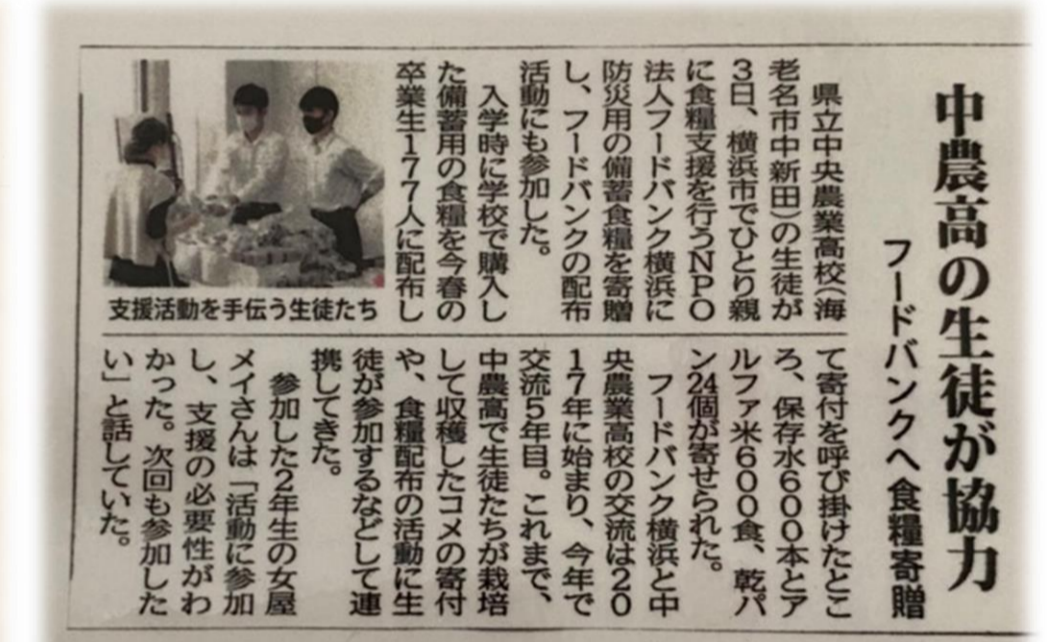 中農高の生徒が協力
フードバンクへ食糧寄贈
県立中央農業高校(海
老名市中新田)の生徒が
3日、横浜市でひとり親
に食糧支援を行うNPO
法人フードバンク横浜に
防災用の備蓄食糧を寄贈
し、フードバンクの配布
活動にも参加した。
入学時に学校で購入し
た備蓄用の食糧を今春の
卒業生177人に配布し
て寄付を呼び掛けたとこ
ろ、保存水600本とア
ルファ米600食、乾パ
ン24個が寄せられた。
フードバンク横浜と中
央農業高校の交流は20
17年に始まり、今年で
交流5年目。これまで、
中農高で生徒たちが栽培
して収穫したコメの寄付
や、食糧配布の活動に生
徒が参加するなどして連
携してきた。
参加した2年生の女屋
メイさんは「活動に参加
し、支援の必要性がわ
かった。次回も参加した
い」と話していた。
支援活動を手伝う生徒たち